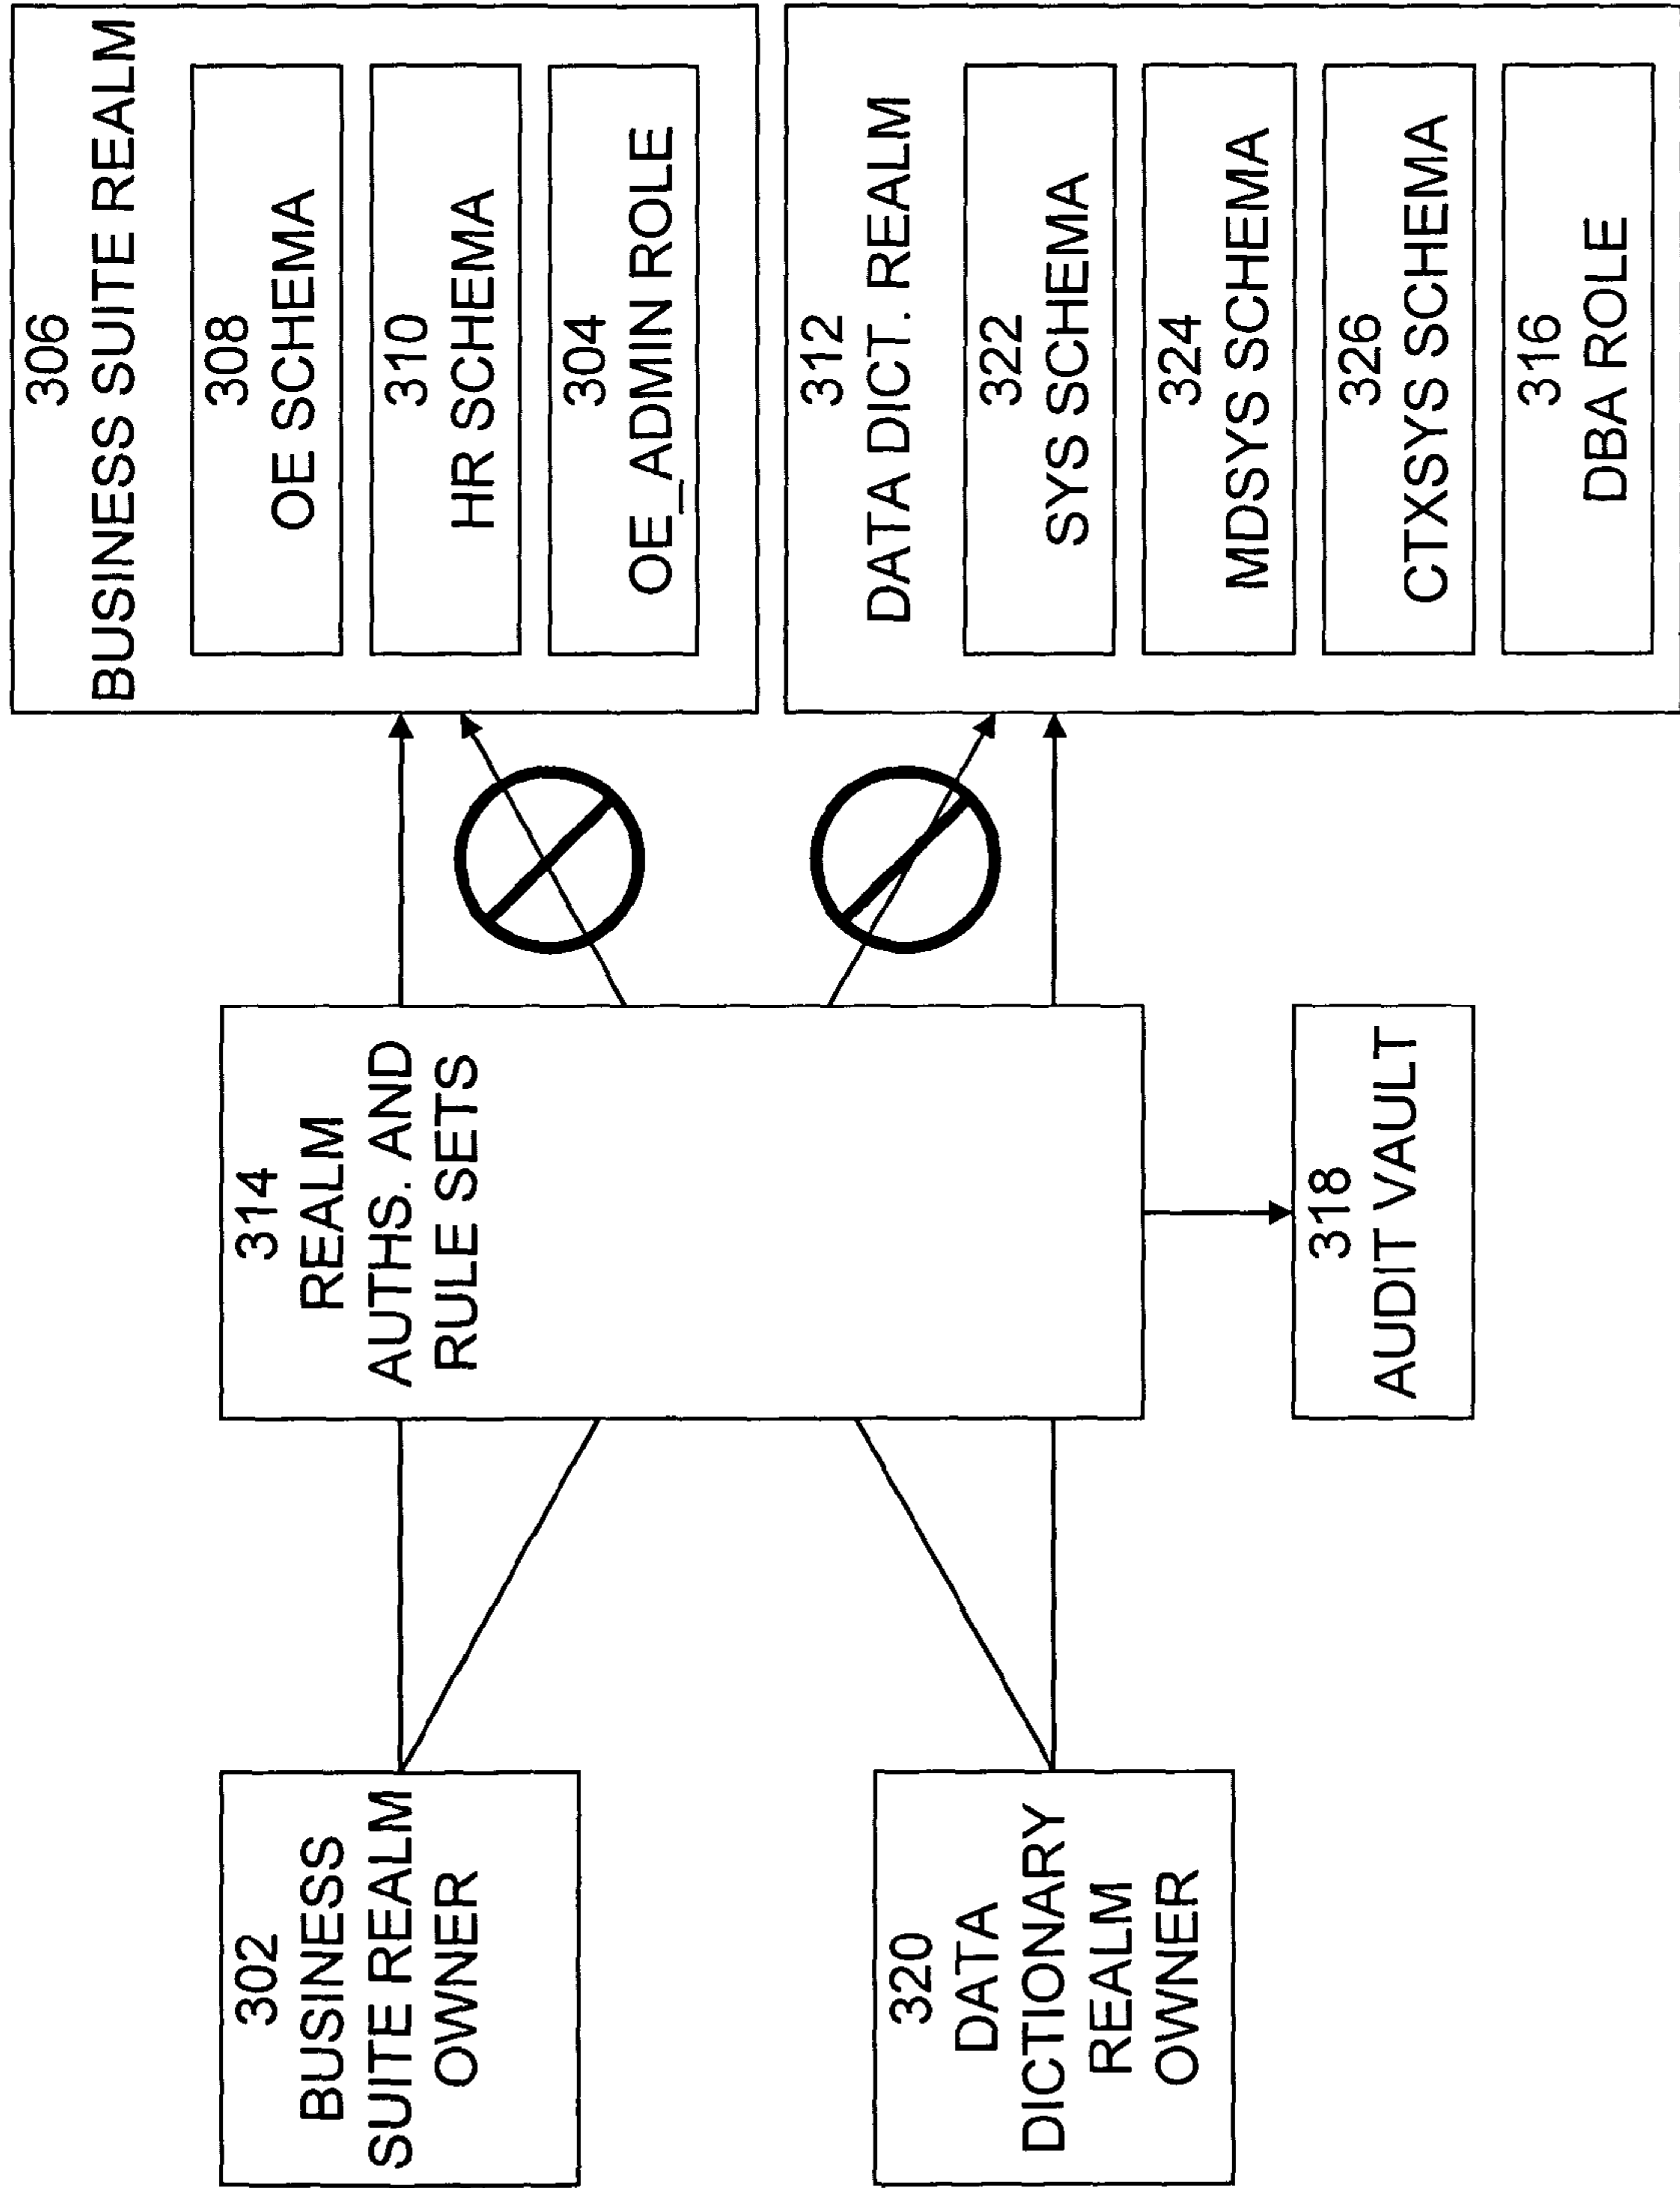 302
BUSINESS
SUITE REALM
OWNER
320
DATA
DICTIONARY
REALM
OWNER
314
REALM
AUTHS. AND
RULE SETS
318
AUDIT VAULT
306
BUSINESS SUITE REALM
308
OE SCHEMA
310
HR SCHEMA
304
OE_ADMIN ROLE
312
DATA DICT. REALM
322
SYS SCHEMA
324
MDSYS SCHEMA
326
CTXSYS SCHEMA
316
DBA ROLE